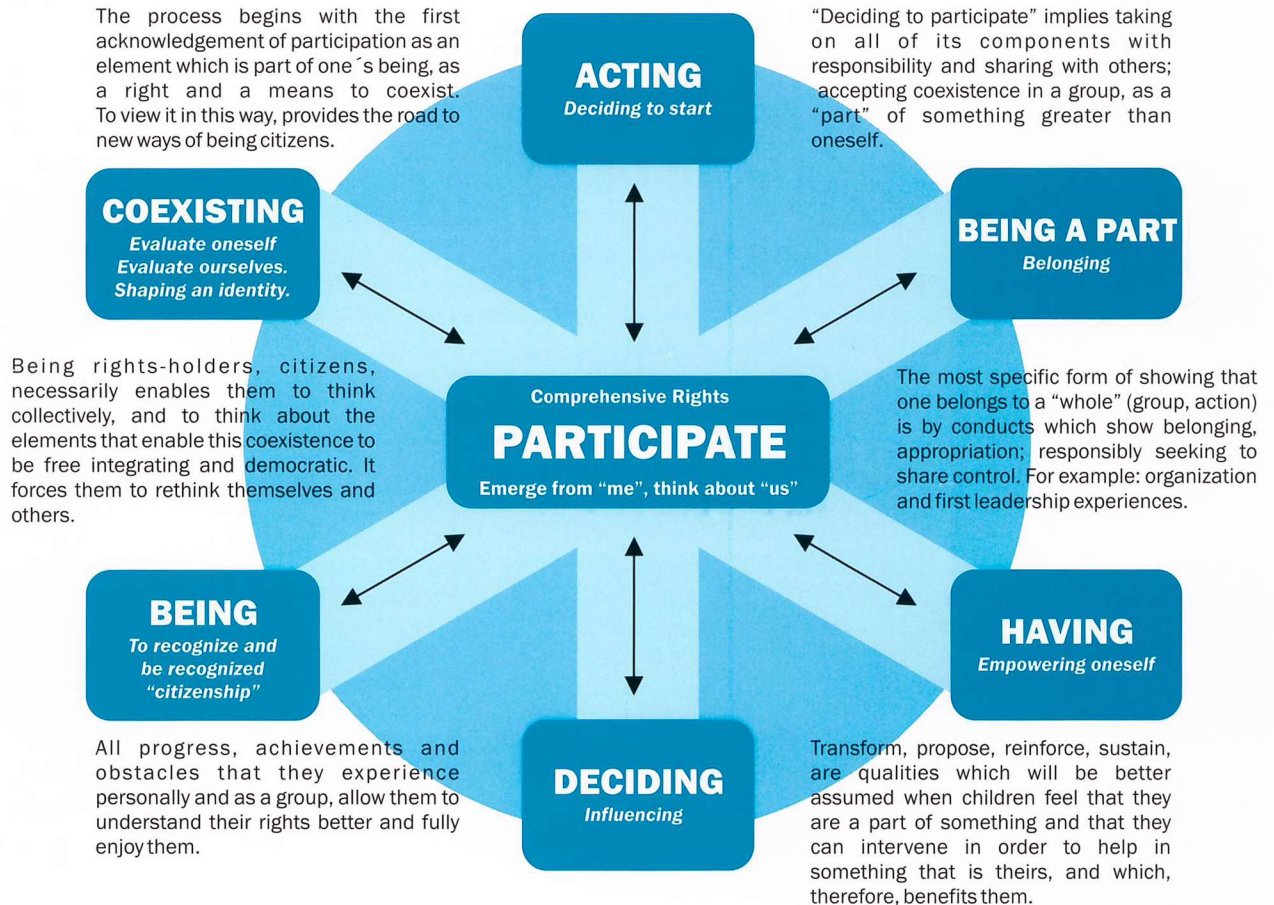 The process begins with the first
acknowledgement of participation as an
element which is part of one´s being, as
a right and a means to coexist.
To view it in this way, provides the road to
new ways of being citizens.
ACTING
Deciding to start
“Deciding to participate” implies taking
on all of its components with
responsibility and sharing with others;
accepting coexistence in a group, as a
“part” of something greater than
oneself.
COEXISTING
Evaluate oneself
Evaluate ourselves.
Shaping an identity.
BEING A PART
Belonging
Being rights-holders, citizens,
necessarily enables them to think
collectively, and to think about the
elements that enable this coexistence to
be free integrating and democratic. It
forces them to rethink themselves and
others.
Comprehensive Rights
PARTICIPATE
Emerge from “me”, think about “us”
The most specific form of showing that
one belongs to a “whole” (group, action)
is by conducts which show belonging,
appropriation; responsibly seeking to
share control. For example: organization
and first leadership experiences.
BEING
To recognize and
be recognized
“citizenship”
HAVING
Empowering oneself
All progress, achievements and
obstacles that they experience
personally and as a group, allow them to
understand their rights better and fully
enjoy them.
DECIDING
Influencing
Transform, propose, reinforce, sustain,
are qualities which will be better
assumed when children feel that they
are a part of something and that they
can intervene in order to help in
something that is theirs, and which,
therefore, benefits them.